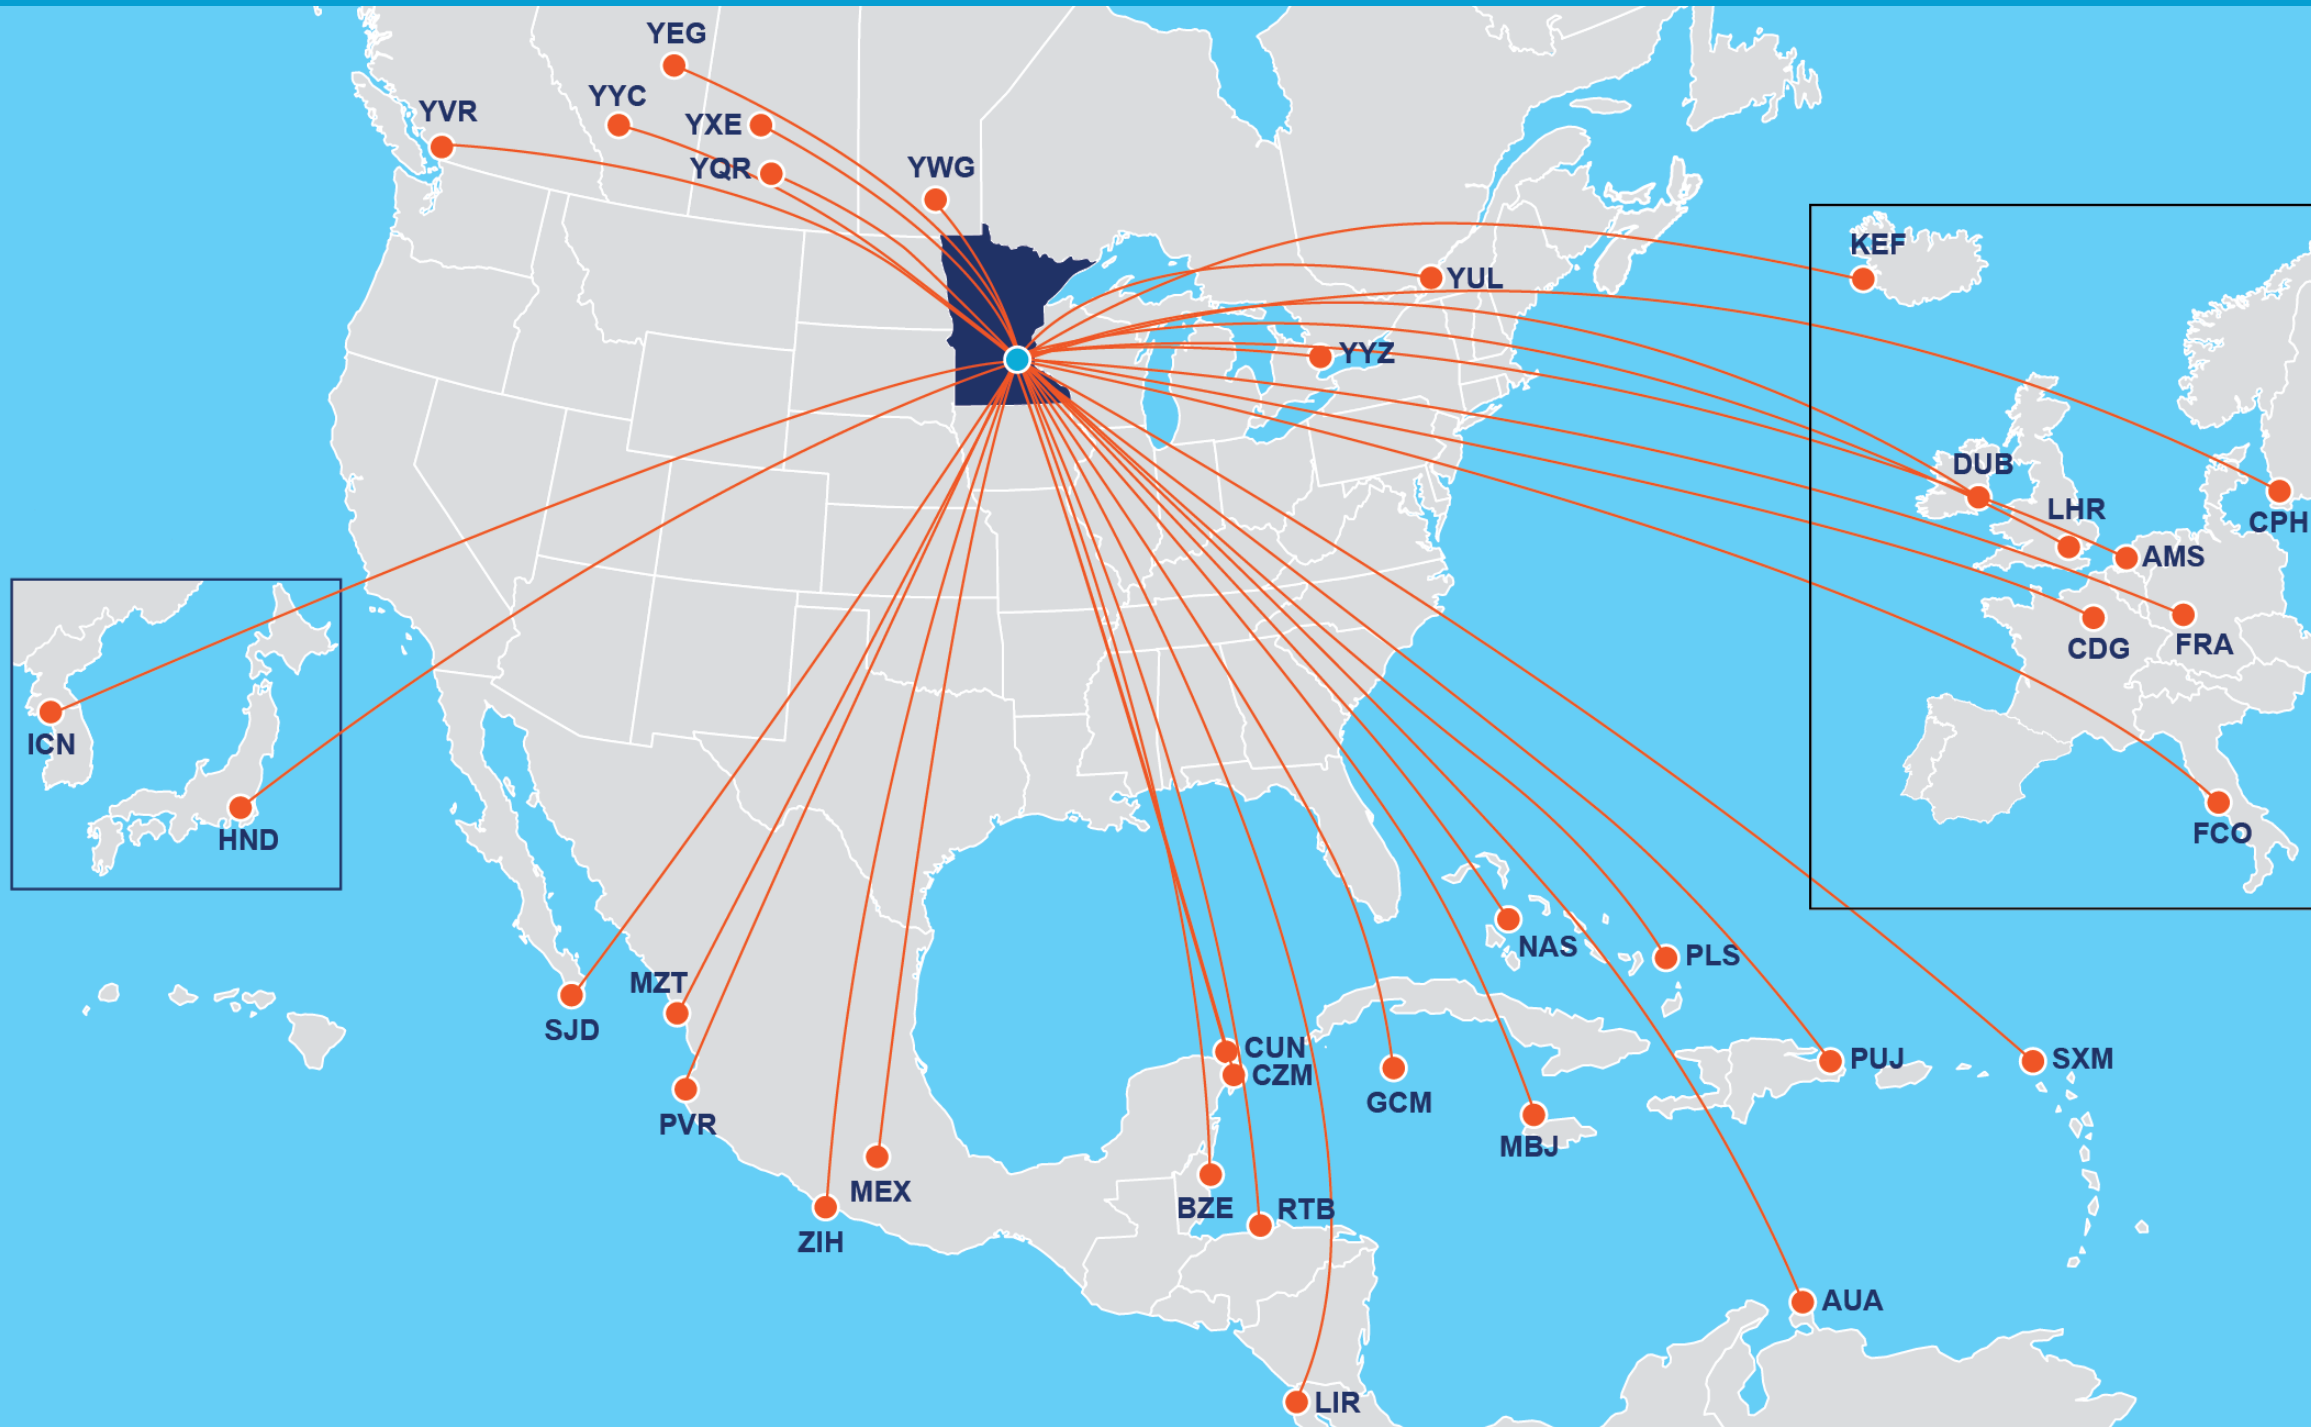 YEG
YYC
YVR
YXE
YQR
YWG
KEF
YUL
YYZ
DUB
LHR
CPH
AMS
CDG
FRA
ICN
HND
FCO
NAS
PLS
MZT
SJD
CUN
CZM
PUJ
SXM
GCM
PVR
MBJ
MEX
BZE
RTB
ZIH
AUA
LIR